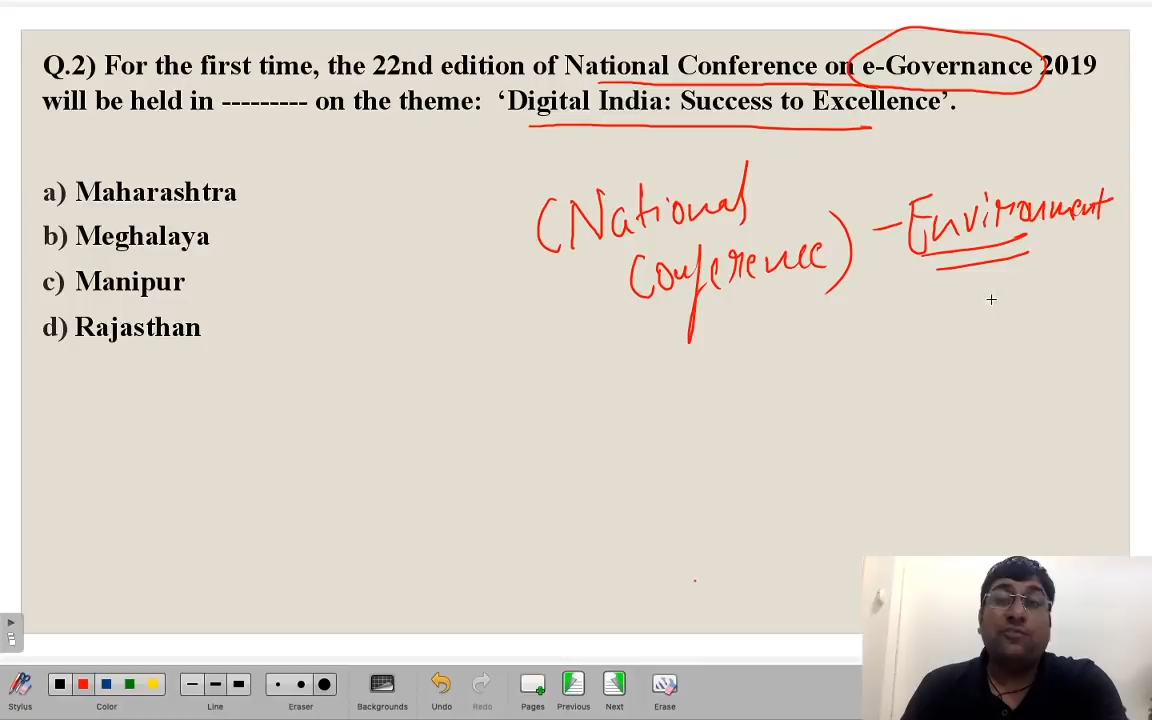 Q.2) For the first time, the 22nd edition of National Conference on e-Governance 2019
will be held in --------- on the theme: ‘Digital India: Success to Excellence’.
a) Maharashtra
b) Meghalaya
c) Manipur
d) Rajasthan
(National
Conference) - Environment
Stylus
Color
Line
Eraser
Backgrounds
Undo
Redo
Pages
Previous
Next
Erase